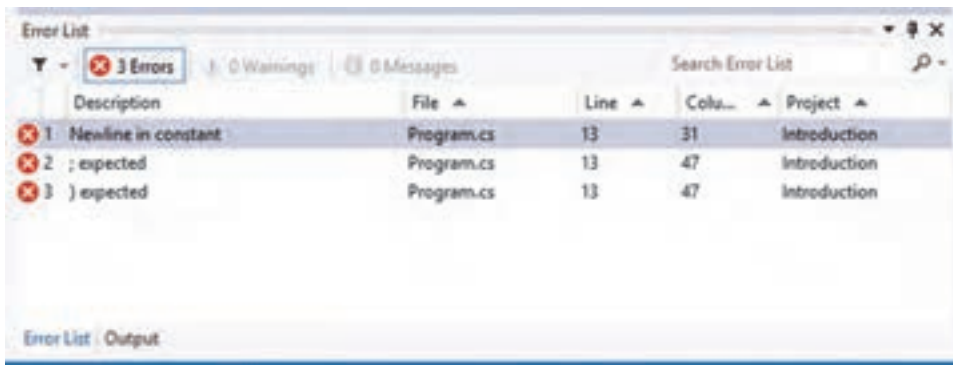 Error List
3 Errors 0 Warnings 0 Messages Search Error List
Description File Line Colu... Project
1 Newline in constant Program.cs 13 31 Introduction
2 ; expected Program.cs 13 47 Introduction
3 ) expected Program.cs 13 47 Introduction
Error List Output